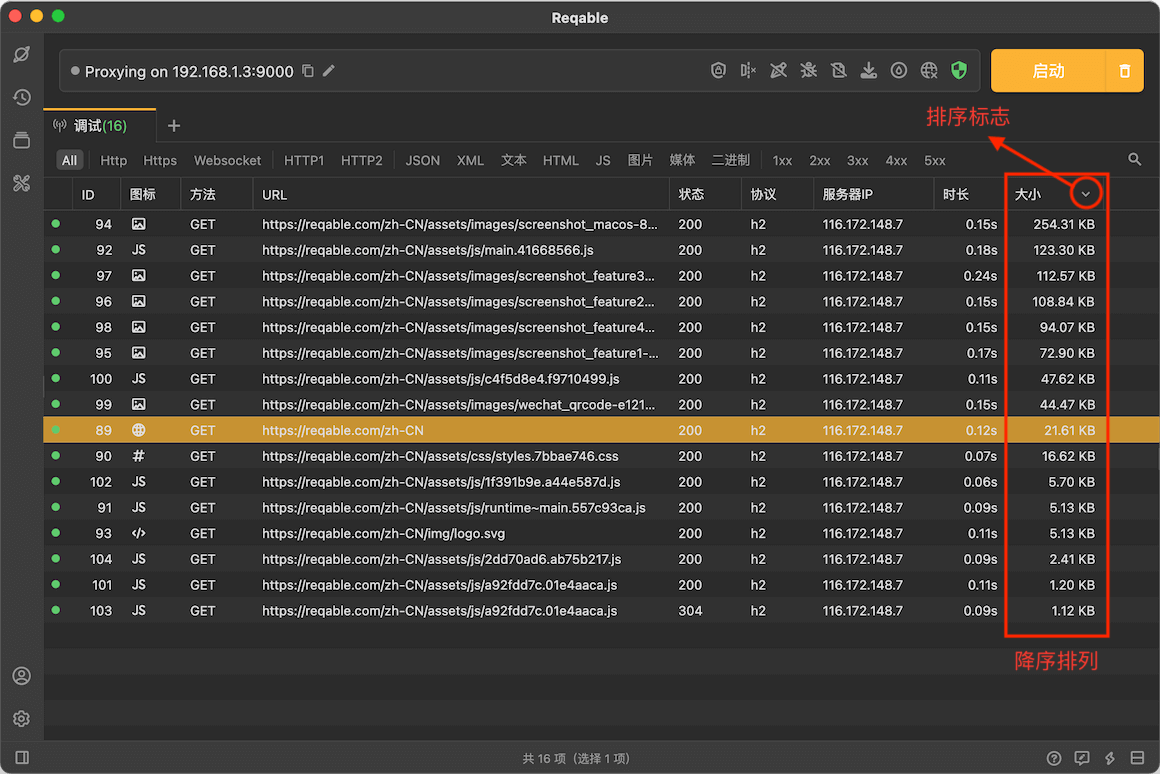 Reqable
Proxying on 192.168.1.3:9000
启动
调试(16)
排序标志
All Http Https Websocket HTTP1 HTTP2 JSON XML 文本 HTML JS 图片 媒体 二进制 1xx 2xx 3xx 4xx 5xx
ID 图标 方法 URL 状态 协议 服务器IP 时长 大小
94 GET https://reqable.com/zh-CN/assets/images/screenshot_macos-8... 200 h2 116.172.148.7 0.15s 254.31 KB
92 JS GET https://reqable.com/zh-CN/assets/js/main.41668566.js 200 h2 116.172.148.7 0.18s 123.30 KB
97 GET https://reqable.com/zh-CN/assets/images/screenshot_feature3... 200 h2 116.172.148.7 0.24s 112.57 KB
96 GET https://reqable.com/zh-CN/assets/images/screenshot_feature2... 200 h2 116.172.148.7 0.15s 108.84 KB
98 GET https://reqable.com/zh-CN/assets/images/screenshot_feature4... 200 h2 116.172.148.7 0.15s 94.07 KB
95 GET https://reqable.com/zh-CN/assets/images/screenshot_feature1-... 200 h2 116.172.148.7 0.17s 72.90 KB
100 JS GET https://reqable.com/zh-CN/assets/js/c4f5d8e4.f9710499.js 200 h2 116.172.148.7 0.11s 47.62 KB
99 GET https://reqable.com/zh-CN/assets/images/wechat_qrcode-e121... 200 h2 116.172.148.7 0.15s 44.47 KB
89 GET https://reqable.com/zh-CN 200 h2 116.172.148.7 0.12s 21.61 KB
90 # GET https://reqable.com/zh-CN/assets/css/styles.7bbae746.css 200 h2 116.172.148.7 0.07s 16.62 KB
102 JS GET https://reqable.com/zh-CN/assets/js/1f391b9e.a44e587d.js 200 h2 116.172.148.7 0.06s 5.70 KB
91 JS GET https://reqable.com/zh-CN/assets/js/runtime~main.557c93ca.js 200 h2 116.172.148.7 0.09s 5.13 KB
93 </> GET https://reqable.com/zh-CN/img/logo.svg 200 h2 116.172.148.7 0.11s 5.13 KB
104 JS GET https://reqable.com/zh-CN/assets/js/2dd70ad6.ab75b217.js 200 h2 116.172.148.7 0.09s 2.41 KB
101 JS GET https://reqable.com/zh-CN/assets/js/a92fdd7c.01e4aaca.js 200 h2 116.172.148.7 0.11s 1.20 KB
103 JS GET https://reqable.com/zh-CN/assets/js/a92fdd7c.01e4aaca.js 304 h2 116.172.148.7 0.09s 1.12 KB
降序排列
共 16 项（选择 1 项）